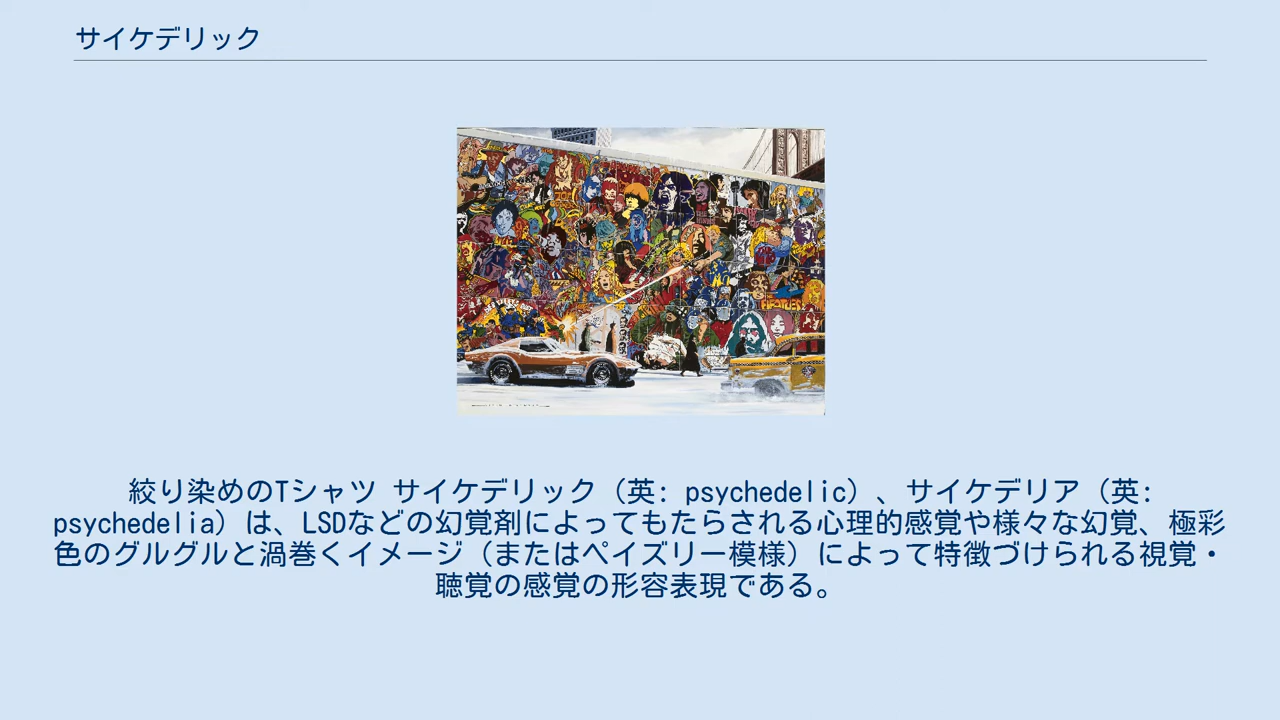 サイケデリック
絞り染めのTシャツ サイケデリック（英: psychedelic）、サイケデリア（英:
psychedelia）は、LSDなどの幻覚剤によってもたらされる心理的感覚や様々な幻覚、極彩
色のグルグルと渦巻くイメージ（またはペイズリー模様）によって特徴づけられる視覚・
聴覚の感覚の形容表現である。